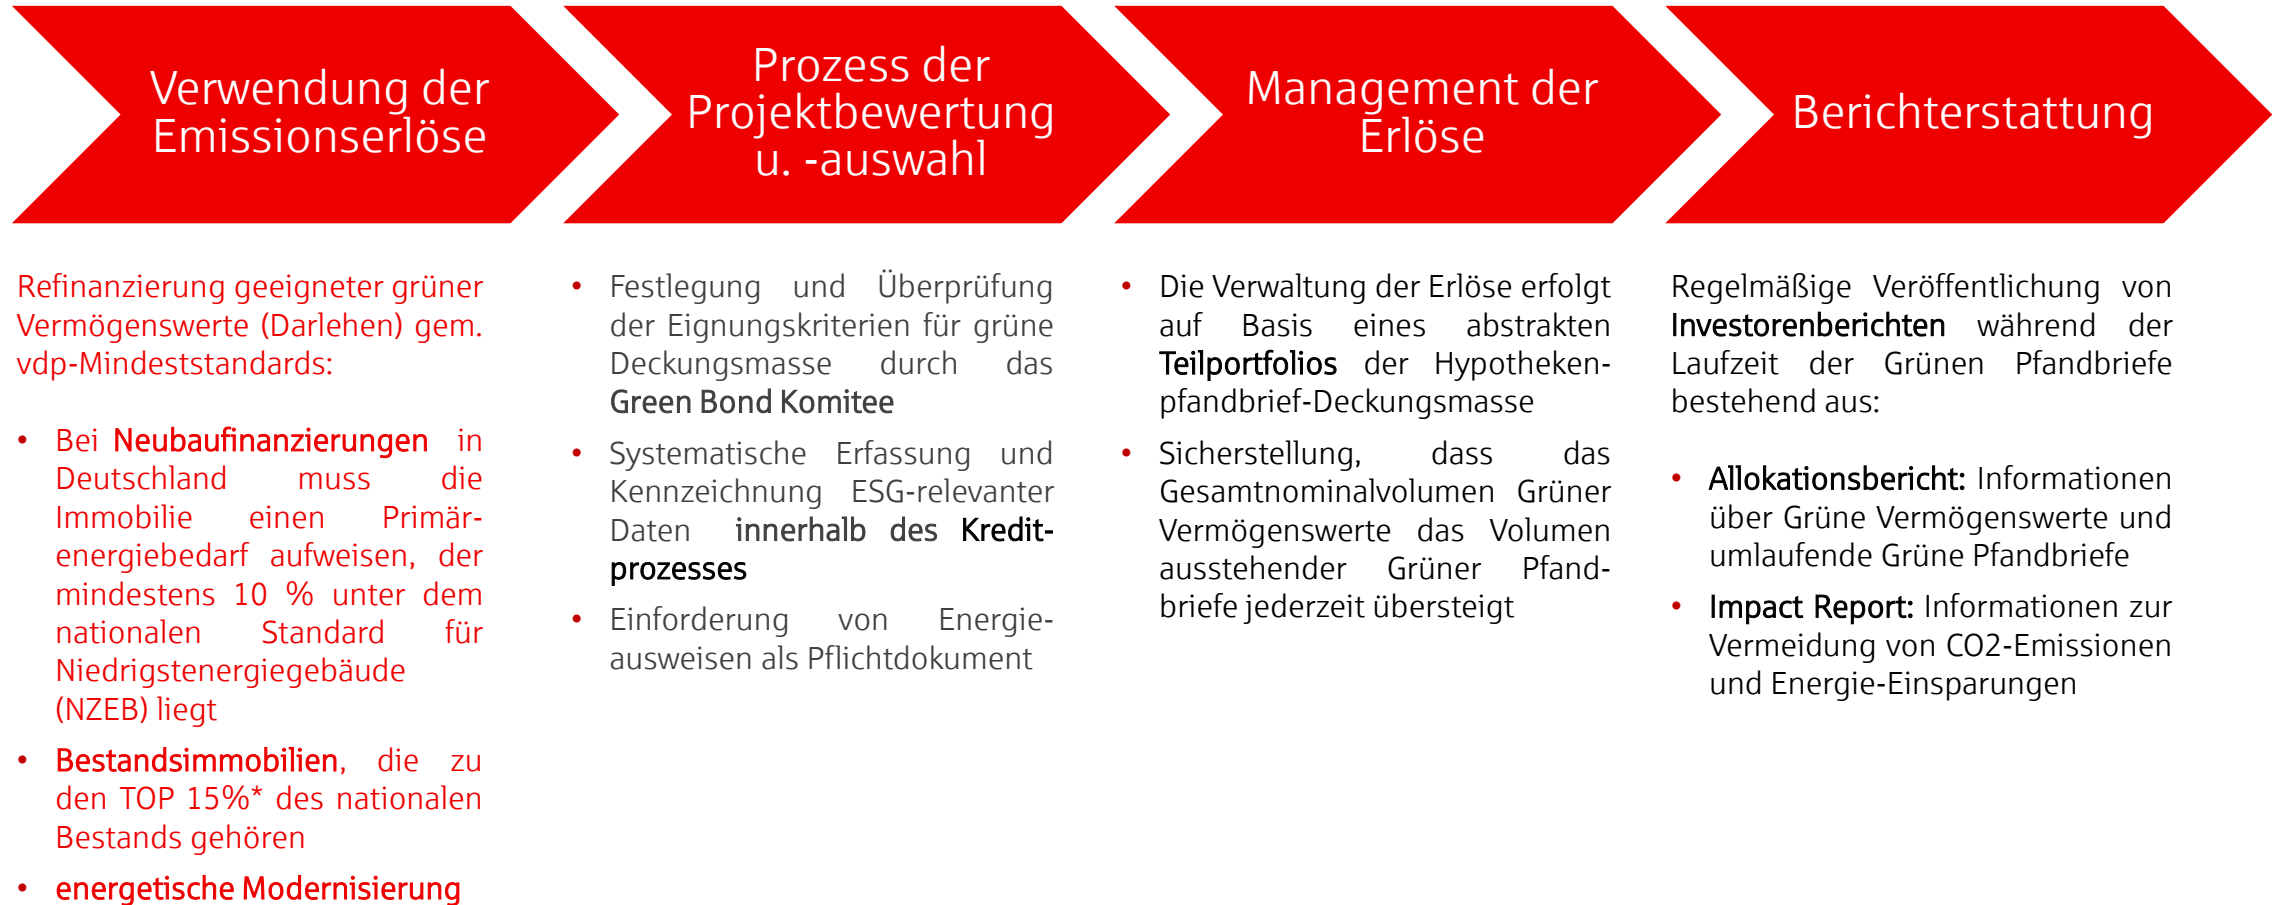 Verwendung der
Emissionserlöse
Prozess der
Projektbewertung
u. -auswahl
Management der
Erlöse
Berichterstattung
Refinanzierung geeigneter grüner
Vermögenswerte (Darlehen) gem.
vdp-Mindeststandards:
• Bei Neubaufinanzierungen in
Deutschland muss die
Immobilie einen Primär-
energiebedarf aufweisen, der
mindestens 10 % unter dem
nationalen Standard für
Niedrigstenergiegebäude
(NZEB) liegt
• Bestandsimmobilien, die zu
den TOP 15%* des nationalen
Bestands gehören
• energetische Modernisierung
• Festlegung und Überprüfung
der Eignungskriterien für grüne
Deckungsmasse durch das
Green Bond Komitee
• Systematische Erfassung und
Kennzeichnung ESG-relevanter
Daten innerhalb des Kredit-
prozesses
• Einforderung von Energie-
ausweisen als Pflichtdokument
• Die Verwaltung der Erlöse erfolgt
auf Basis eines abstrakten
Teilportfolios der Hypotheken-
pfandbrief-Deckungsmasse
• Sicherstellung, dass das
Gesamtnominalvolumen Grüner
Vermögenswerte das Volumen
ausstehender Grüner Pfand-
briefe jederzeit übersteigt
Regelmäßige Veröffentlichung von
Investorenberichten während der
Laufzeit der Grünen Pfandbriefe
bestehend aus:
• Allokationsbericht: Informationen
über Grüne Vermögenswerte und
umlaufende Grüne Pfandbriefe
• Impact Report: Informationen zur
Vermeidung von CO2-Emissionen
und Energie-Einsparungen